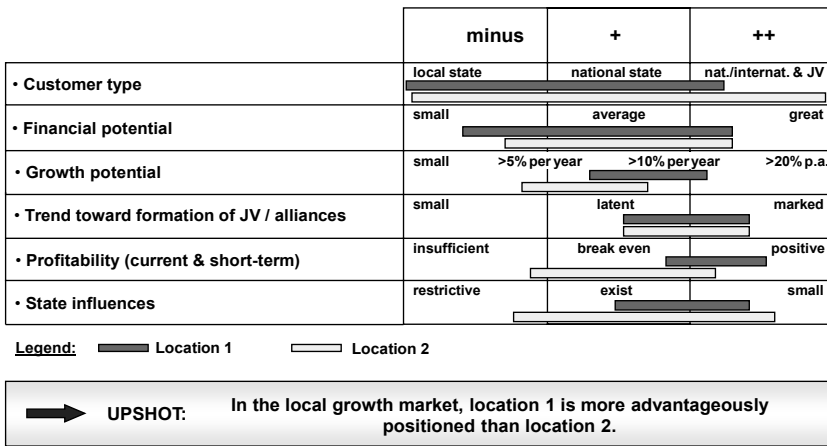 minus + ++
• Customer type local state national state nat./internat. & JV
• Financial potential small average great
• Growth potential small >5% per year >10% per year >20% p.a.
• Trend toward formation of JV / alliances small latent marked
• Profitability (current & short-term) insufficient break even positive
• State influences restrictive exist small
Legend: Location 1 Location 2
UPSHOT: In the local growth market, location 1 is more advantageously
positioned than location 2.